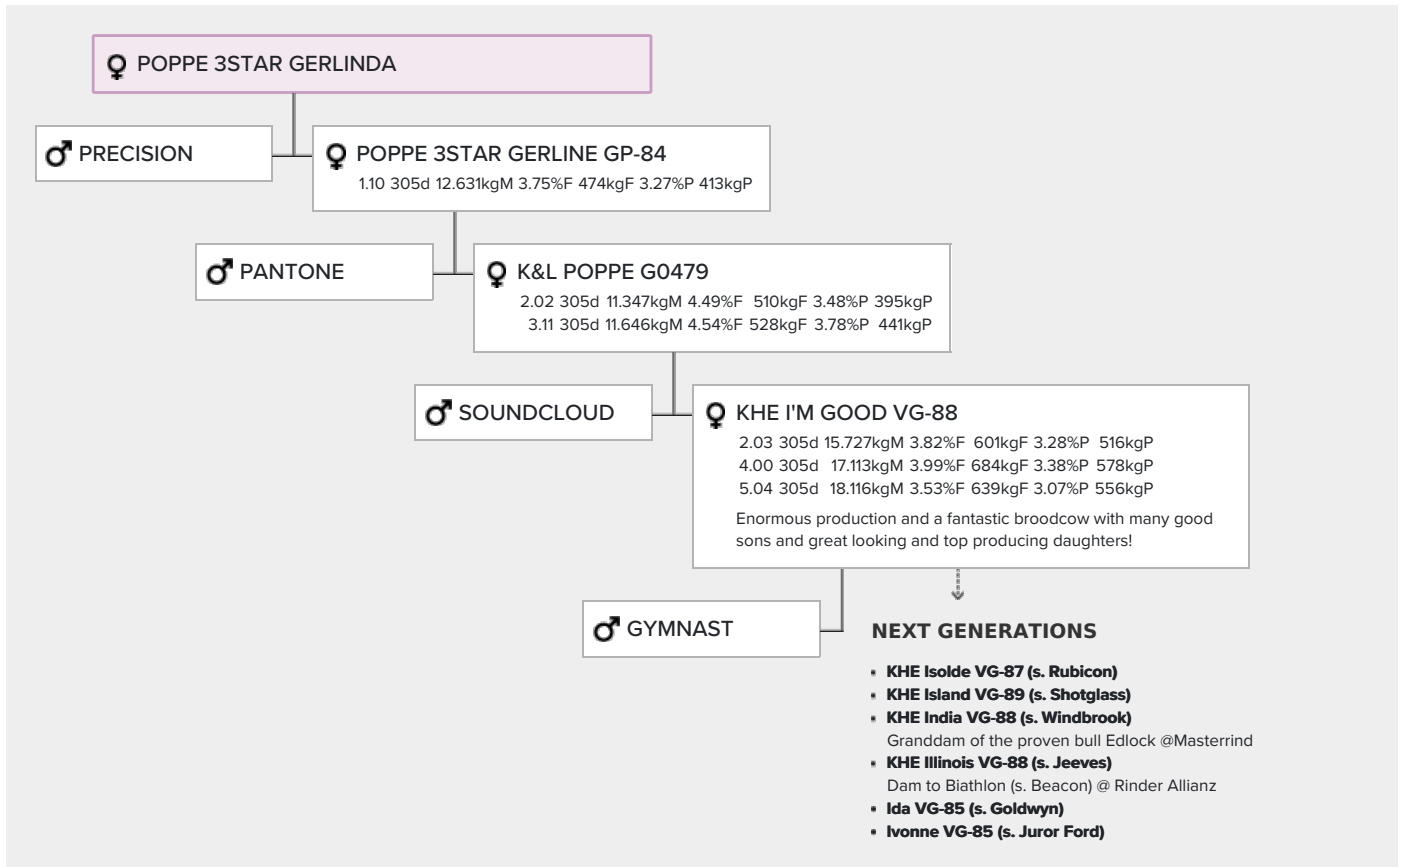 ♀ POPPE 3STAR GERLINDA
♂ PRECISION
♀ POPPE 3STAR GERLINE GP-84
1.10 305d 12.631kgM 3.75%F 474kgF 3.27%P 413kgP
♂ PANTONE
♀ K&L POPPE G0479
2.02 305d 11.347kgM 4.49%F 510kgF 3.48%P 395kgP
3.11 305d 11.646kgM 4.54%F 528kgF 3.78%P 441kgP
♂ SOUNDCLOUD
♀ KHE I'M GOOD VG-88
2.03 305d 15.727kgM 3.82%F 601kgF 3.28%P 516kgP
4.00 305d 17.113kgM 3.99%F 684kgF 3.38%P 578kgP
5.04 305d 18.116kgM 3.53%F 639kgF 3.07%P 556kgP
Enormous production and a fantastic broodcow with many good
sons and great looking and top producing daughters!
♂ GYMNAST
NEXT GENERATIONS
• KHE Isolde VG-87 (s. Rubicon)
• KHE Island VG-89 (s. Shotglass)
• KHE India VG-88 (s. Windbrook)
Granddam of the proven bull Edlock @Masterrind
• KHE Illinois VG-88 (s. Jeeves)
Dam to Biathlon (s. Beacon) @ Rinder Allianz
• Ida VG-85 (s. Goldwyn)
• Ivonne VG-85 (s. Juror Ford)